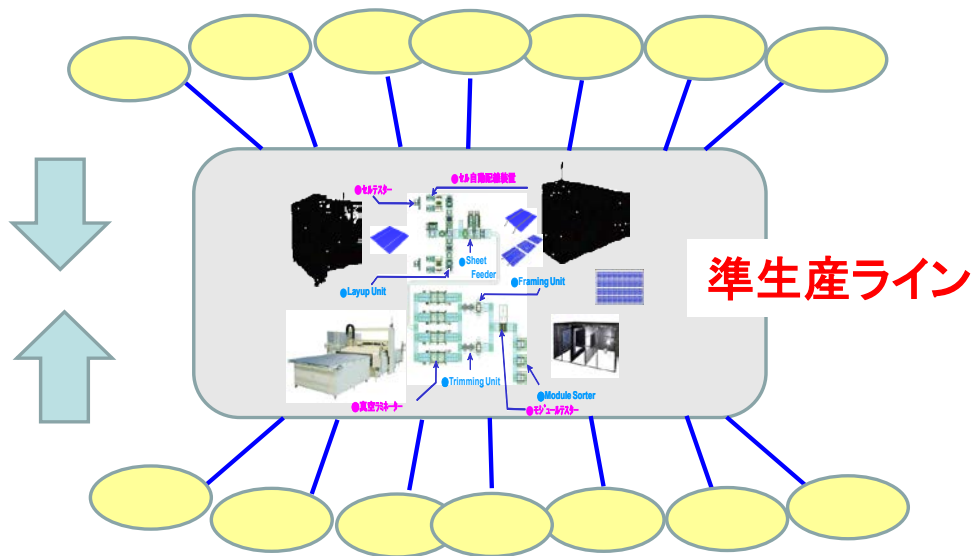 ●セル自動配線装置
●セルテスター
●Sheet
Feeder
●Layup Unit
●Framing Unit
準生産ライン
●Trimming Unit
●Module Sorter
●真空ラミネーター
●モジュールテスター